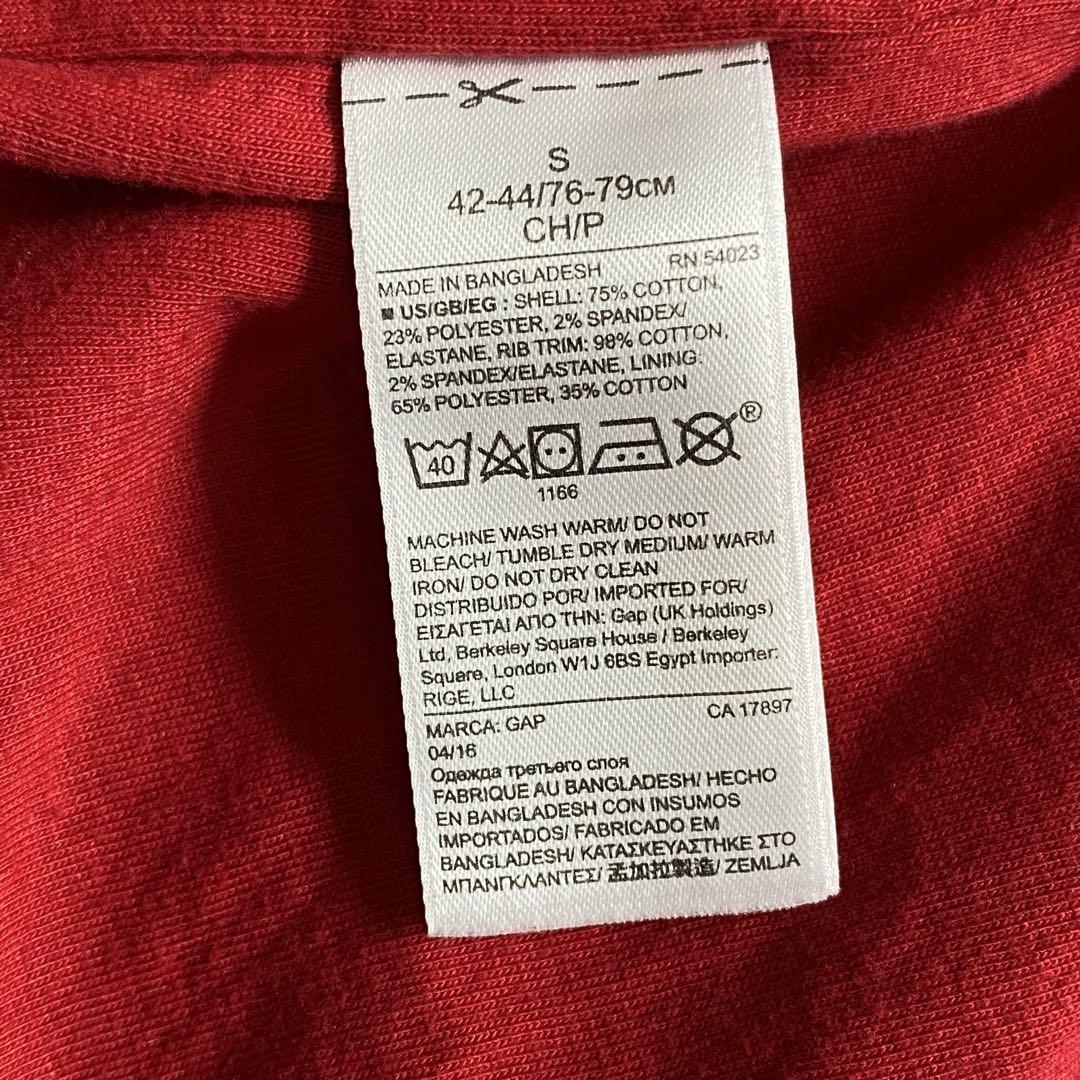 S
42-44/76-79CM
CH/P
MADE IN BANGLADESH RN 54023
■ US/GB/EG : SHELL: 75% COTTON,
23% POLYESTER, 2% SPANDEX/
ELASTANE, RIB TRIM: 98% COTTON,
2% SPANDEX/ELASTANE, LINING:
65% POLYESTER, 35% COTTON
40 ®
1166
MACHINE WASH WARM/ DO NOT
BLEACH/ TUMBLE DRY MEDIUM/ WARM
IRON/ DO NOT DRY CLEAN
DISTRIBUIDO POR/ IMPORTED FOR/
ΕΙΣΑΓΕΤΑΙ ΑΠΟ ΤΗΝ: Gap (UK Holdings)
Ltd, Berkeley Square House / Berkeley
Square, London W1J 6BS Egypt Importer:
RIGE, LLC
MARCA: GAP CA 17897
04/16
Одежда третьего слоя
FABRIQUE AU BANGLADESH/ HECHO
EN BANGLADESH CON INSUMOS
IMPORTADOS/ FABRICADO EM
BANGLADESH/ ΚΑΤΑΣΚΕΥΑΣΤΗΚΕ ΣΤΟ
ΜΠΑΝΓΚΛΑΝΤΕΣ/ 孟加拉製造/ ZEMLJA